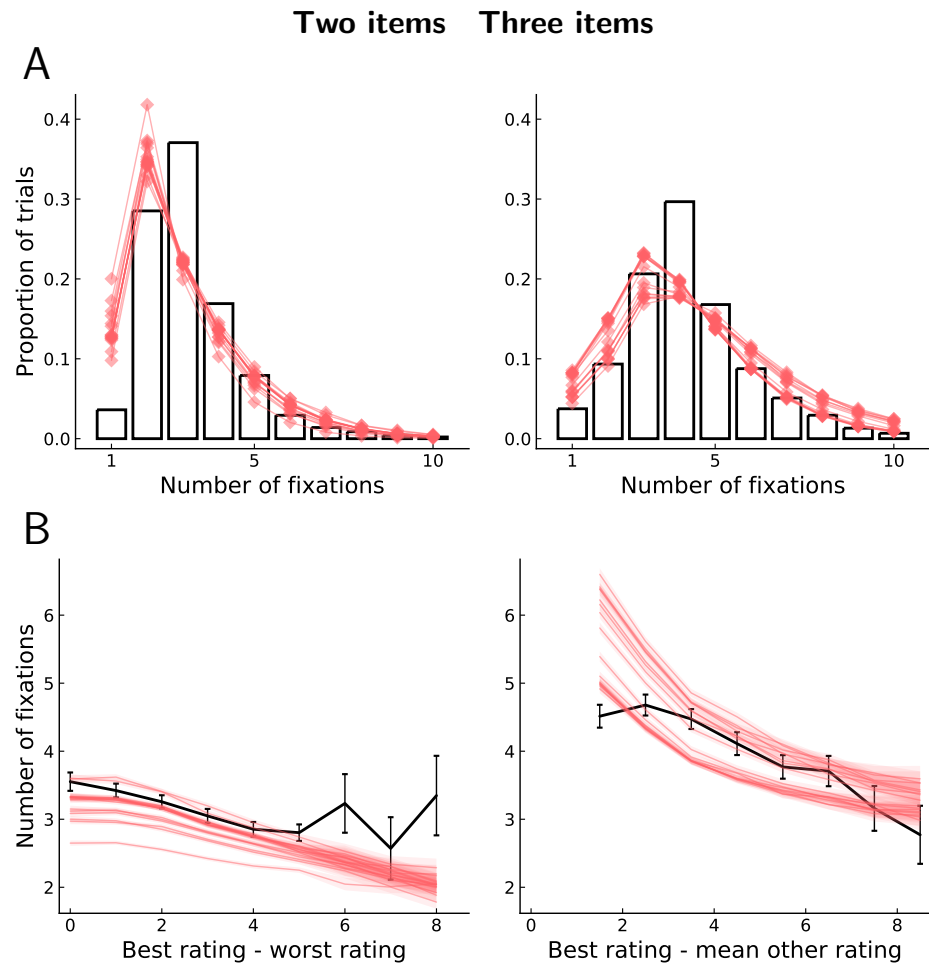 Two items Three items
A
Proportion of trials
0.4
0.3
0.2
0.1
0.0
1 5 10
Number of fixations
0.4
0.3
0.2
0.1
0.0
1 5 10
Number of fixations
B
Number of fixations
6
5
4
3
2
0 2 4 6 8
Best rating - worst rating
6
5
4
3
2
0 2 4 6 8
Best rating - mean other rating